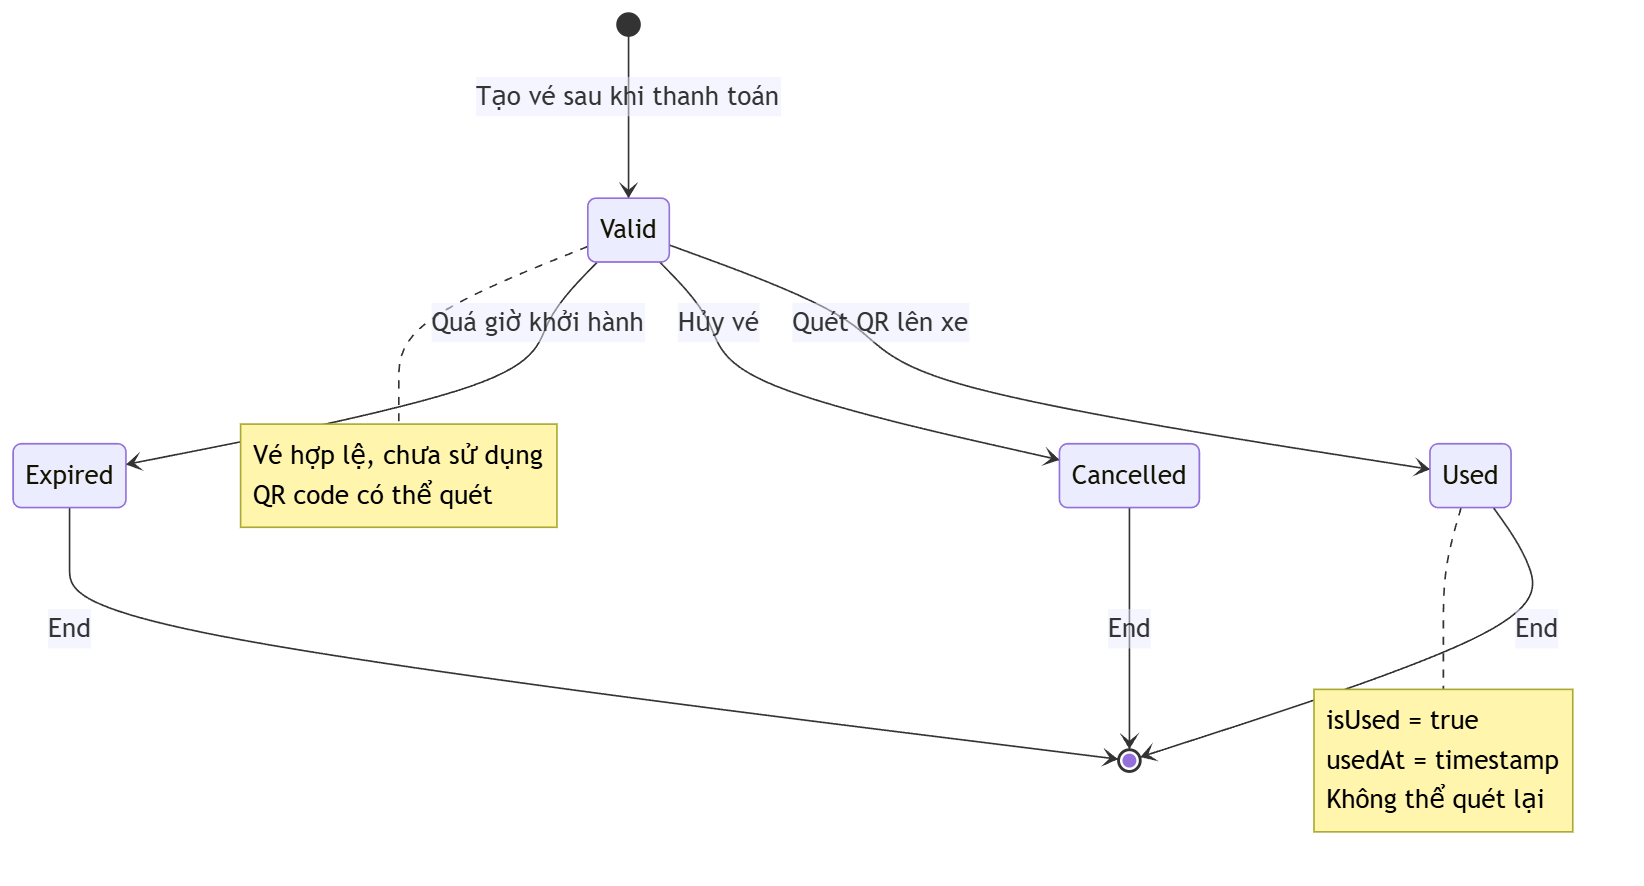 Tạo vé sau khi thanh toán
Valid
Quá giờ khởi hành
Hủy vé
Quét QR lên xe
Expired
Vé hợp lệ, chưa sử dụng
QR code có thể quét
Cancelled
Used
End
End
End
isUsed = true
usedAt = timestamp
Không thể quét lại